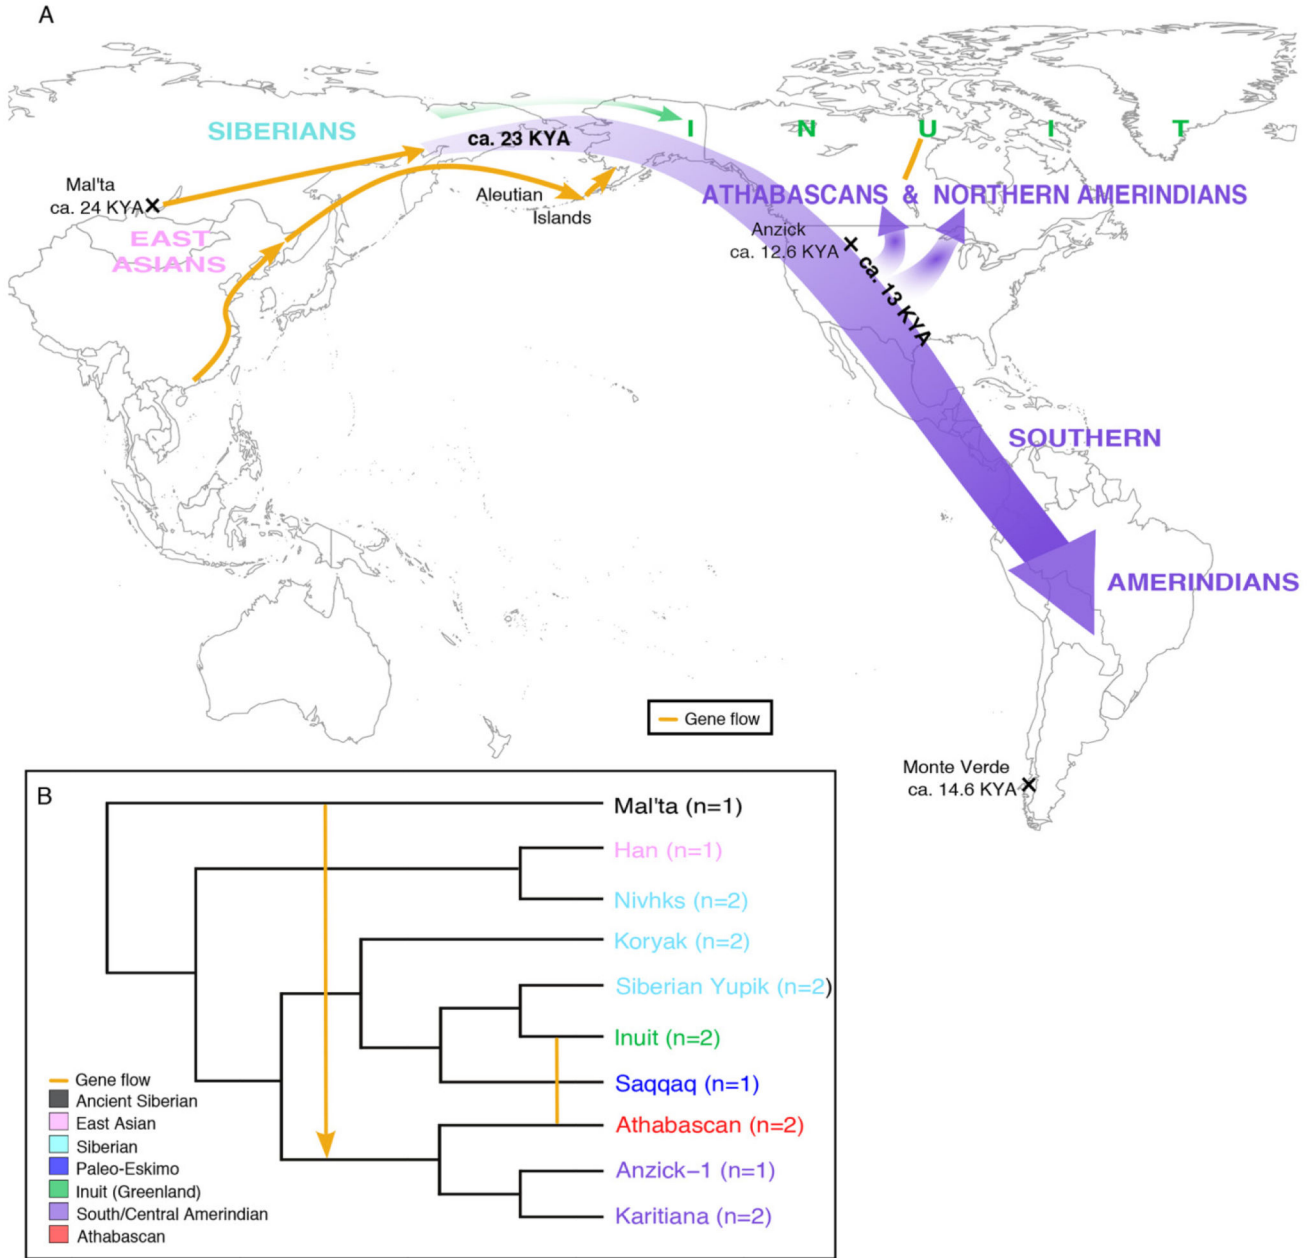 A
SIBERIANS
ca. 23 KYA
I N U I T
Mal'ta
ca. 24 KYA
Aleutian
Islands
ATHABASCANS & NORTHERN AMERINDIANS
EAST
ASIANS
Anzick
ca. 12.6 KYA
ca. 13 KYA
SOUTHERN
AMERINDIANS
Gene flow
Monte Verde
ca. 14.6 KYA
B
Mal'ta (n=1)
Han (n=1)
Nivhks (n=2)
Koryak (n=2)
Siberian Yupik (n=2)
Inuit (n=2)
Saqqaq (n=1)
Athabascan (n=2)
Anzick−1 (n=1)
Karitiana (n=2)
Gene flow
Ancient Siberian
East Asian
Siberian
Paleo-Eskimo
Inuit (Greenland)
South/Central Amerindian
Athabascan